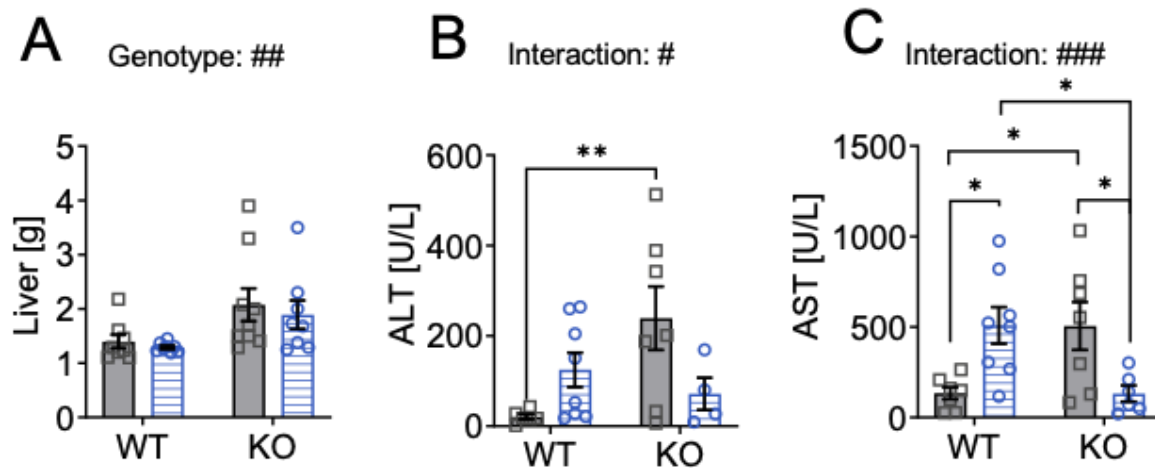 A
Genotype: ##
Liver [g]
5
4
3
2
1
0
WT
KO
B
Interaction: #
**
ALT [U/L]
600
400
200
0
WT
KO
C
Interaction: ###
*
*
*
*
AST [U/L]
1500
1000
500
0
WT
KO